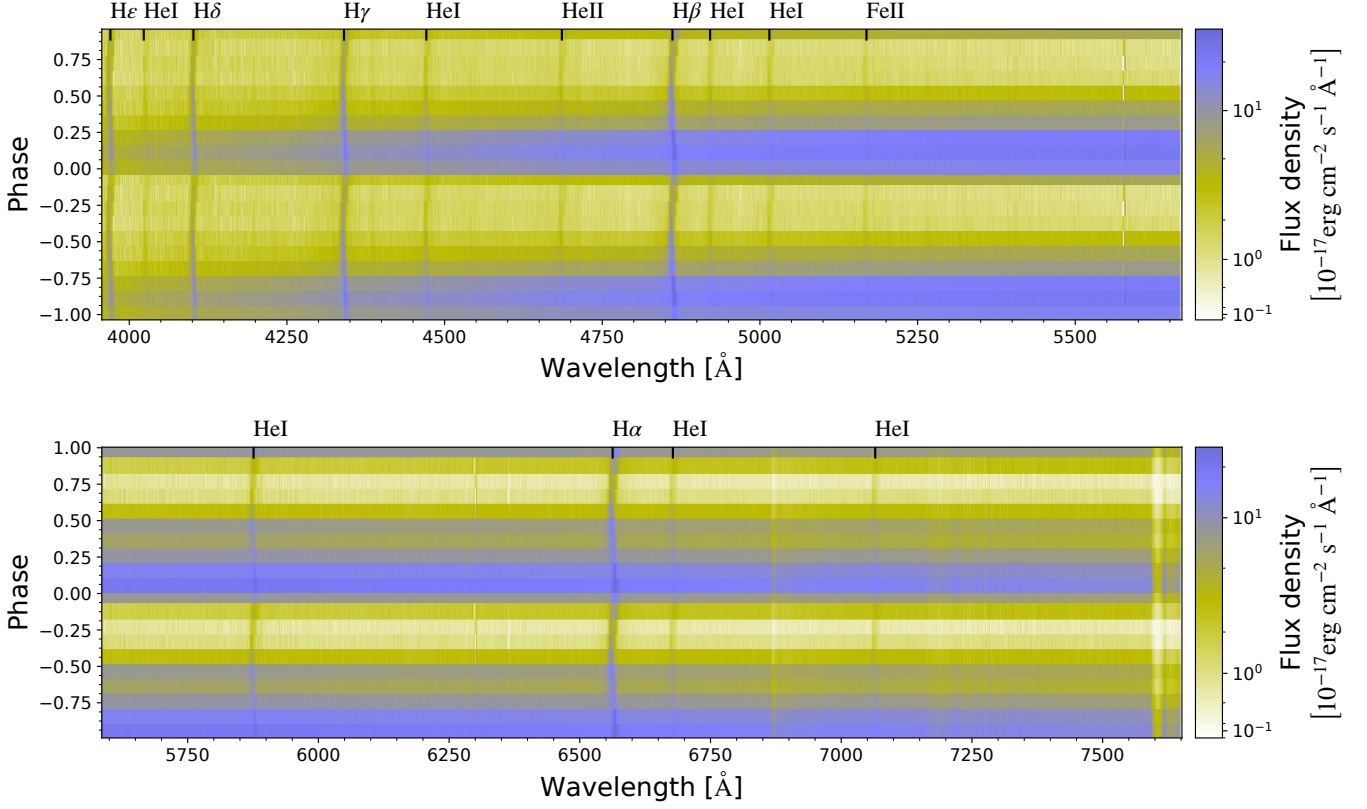 Hε HeI Hδ Hγ HeI HeII Hβ HeI HeI FeII
0.75
0.50
0.25
0.00
−0.25
−0.50
−0.75
−1.00
Phase
4000 4250 4500 4750 5000 5250 5500
Wavelength [Å]
10¹
10⁰
10⁻¹
Flux density
[10⁻¹⁷erg cm⁻² s⁻¹ Å⁻¹]
HeI Hα HeI HeI
1.00
0.75
0.50
0.25
0.00
−0.25
−0.50
−0.75
Phase
5750 6000 6250 6500 6750 7000 7250 7500
Wavelength [Å]
10¹
10⁰
10⁻¹
Flux density
[10⁻¹⁷erg cm⁻² s⁻¹ Å⁻¹]